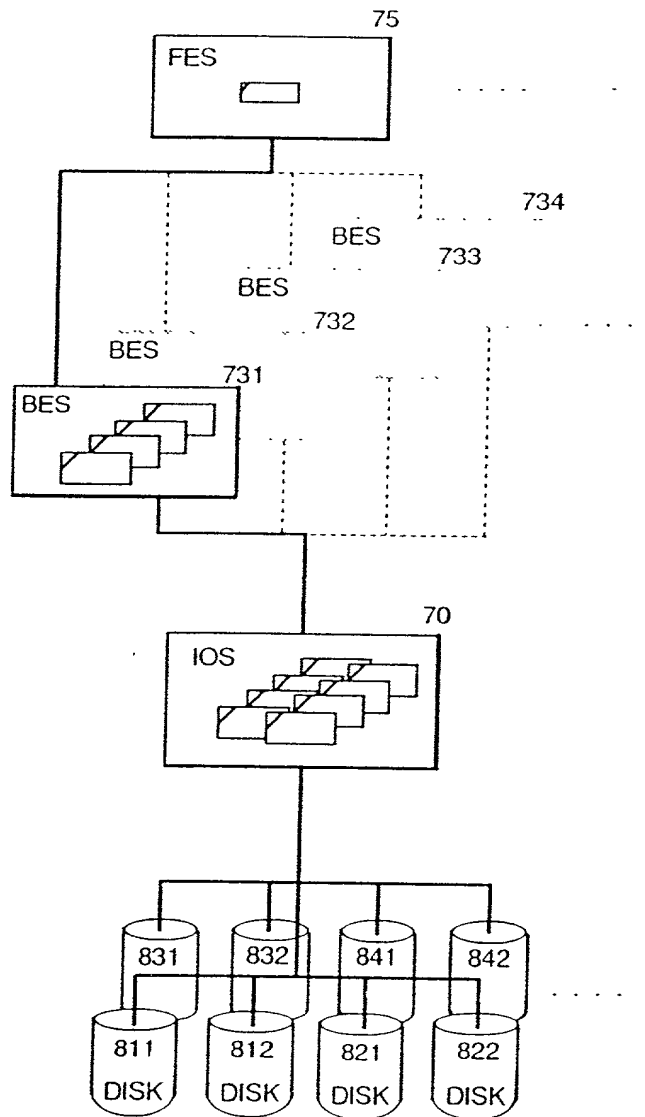 75
FES
734
BES
733
BES
732
BES
731
BES
70
IOS
831 832 841 842
811 812 821 822
DISK DISK DISK DISK